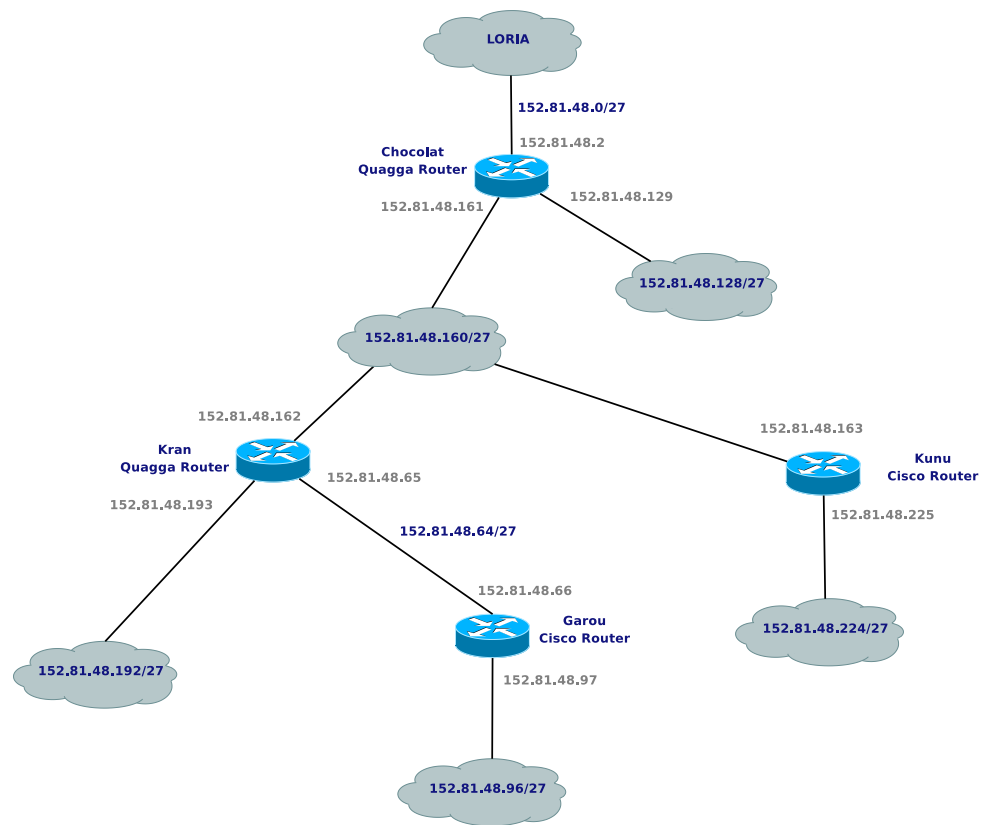 LORIA
152.81.48.0/27
152.81.48.2
Chocolat
Quagga Router
152.81.48.161
152.81.48.129
152.81.48.128/27
152.81.48.160/27
152.81.48.162
152.81.48.163
Kran
Quagga Router
152.81.48.65
Kunu
Cisco Router
152.81.48.193
152.81.48.225
152.81.48.64/27
152.81.48.66
Garou
Cisco Router
152.81.48.224/27
152.81.48.192/27
152.81.48.97
152.81.48.96/27